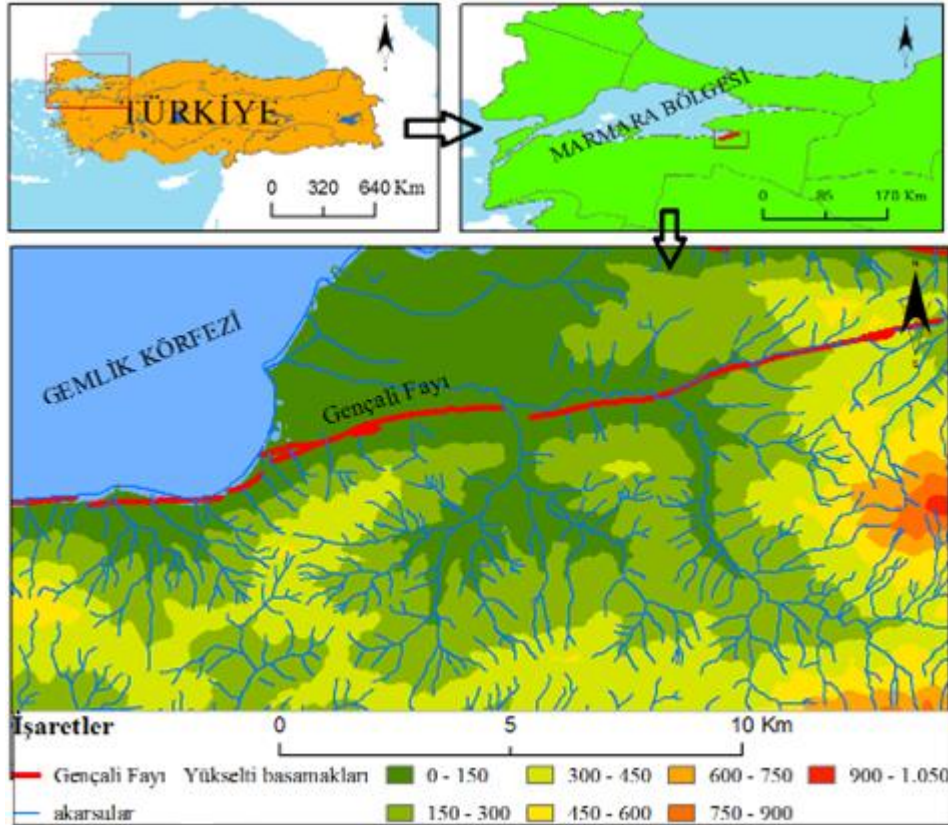 TÜRKİYE
0 320 640 Km
MARMARA BÖLGESİ
0 85 170 Km
GEMLİK KÖRFEZİ
Gençali Fayı
İşaretler
0 5 10 Km
Gençali Fayı
akarsular
Yükselti basamakları
0 - 150
150 - 300
300 - 450
450 - 600
600 - 750
750 - 900
900 - 1.050